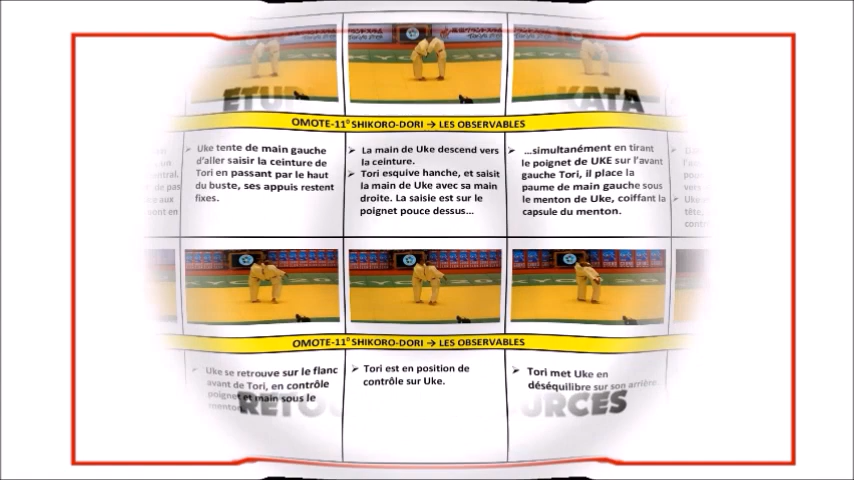 ETU KATA
OMOTE-11° SHIKORO-DORI → LES OBSERVABLES
➢ Uke tente de main gauche
d'aller saisir la ceinture de
Tori en passant par le haut
du buste, ses appuis restent
fixes.
➢ La main de Uke descend vers
la ceinture.
➢ Tori esquive hanche, et saisit
la main de Uke avec sa main
droite. La saisie est sur le
poignet pouce dessus...
➢ ...simultanément en tirant
le poignet de UKE sur l'avant
gauche Tori, il place la
paume de main gauche sous
le menton de Uke, coiffant la
capsule du menton.
OMOTE-11° SHIKORO-DORI → LES OBSERVABLES
➢ Uke se retrouve sur le flanc
avant de Tori, en contrôle
poignet et main sous le
menton
➢ Tori est en position de
contrôle sur Uke.
➢ Tori met Uke en
déséquilibre sur son arrière.
RETOU URCES